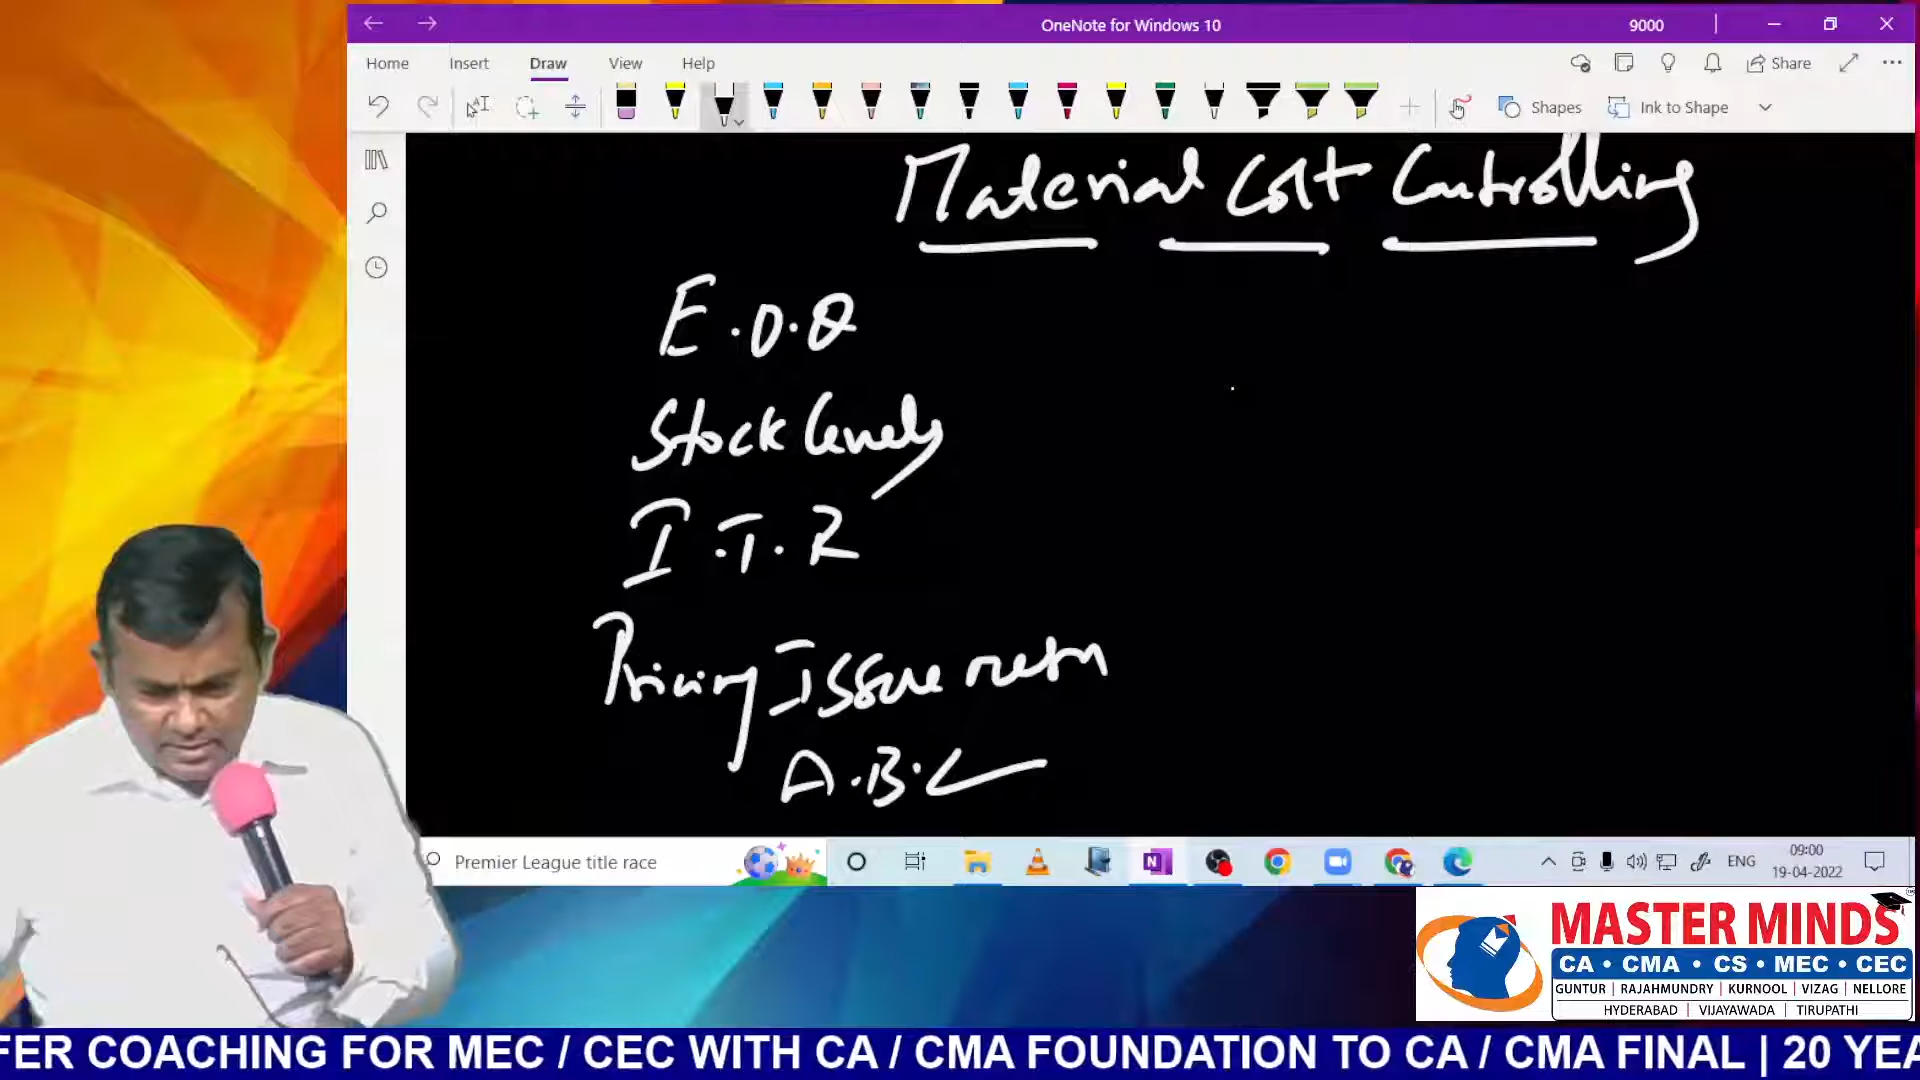 OneNote for Windows 10
9000
Home Insert Draw View Help
Share
Shapes
Ink to Shape
Material Cost Controlling
E.O.Q
Stock levels
I.T.R
Pricing Issue return
A.B.C
Premier League title race
ENG
09:00
19-04-2022
MASTER MINDS
CA • CMA • CS • MEC • CEC
GUNTUR | RAJAHMUNDRY | KURNOOL | VIZAG | NELLORE
HYDERABAD | VIJAYAWADA | TIRUPATHI
FER COACHING FOR MEC / CEC WITH CA / CMA FOUNDATION TO CA / CMA FINAL | 20 YEA